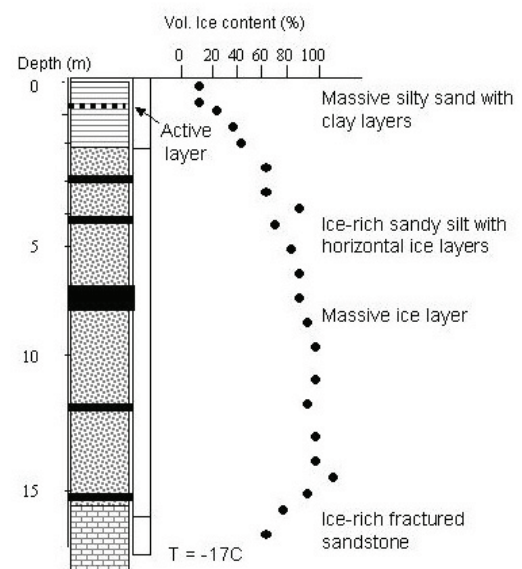 Vol. Ice content (%)
0 20 40 60 80 100
Depth (m)
0
Massive silty sand with
clay layers
Active
layer
5
Ice-rich sandy silt with
horizontal ice layers
Massive ice layer
10
15
Ice-rich fractured
sandstone
T = -17C